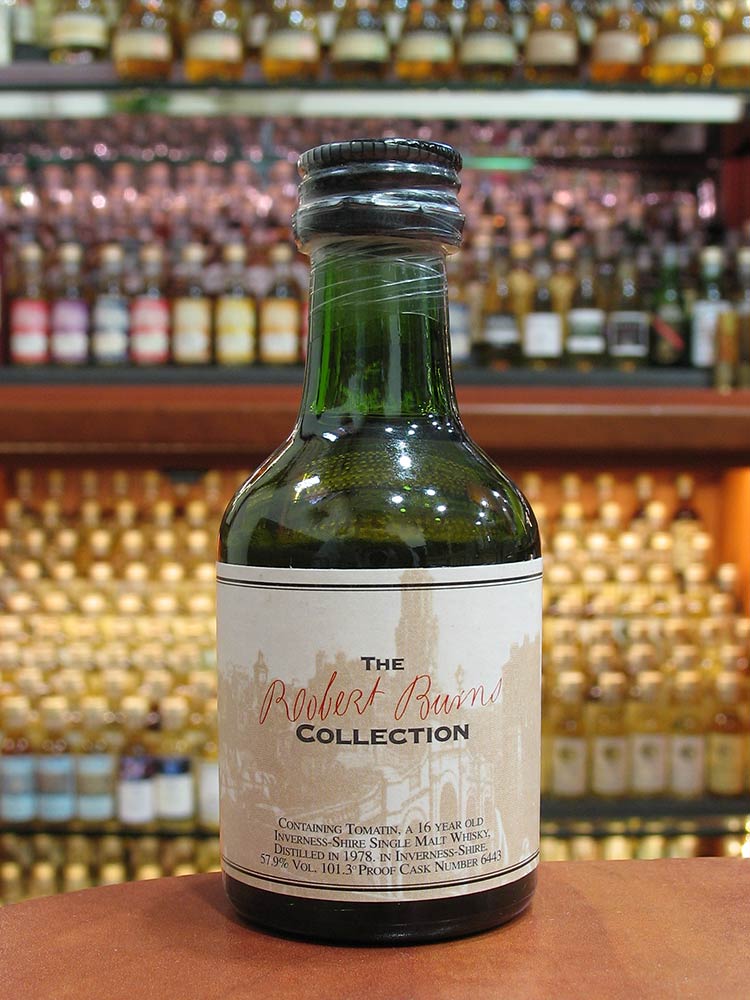 THE
Robert Burns
COLLECTION
CONTAINING TOMATIN, A 16 YEAR OLD
INVERNESS-SHIRE SINGLE MALT WHISKY,
DISTILLED IN 1978. IN INVERNESS-SHIRE.
57.9% VOL. 101.3° PROOF CASK NUMBER 6443